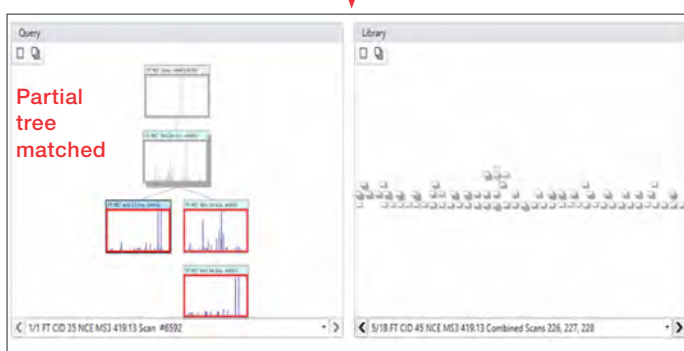 Query
Library
Partial
tree
matched
1/1 FT CID 35 NCE MS3 419.13 Scan #6592
5/18 FT CID 45 NCE MS3 419.13 Combined Scans 226, 227, 228